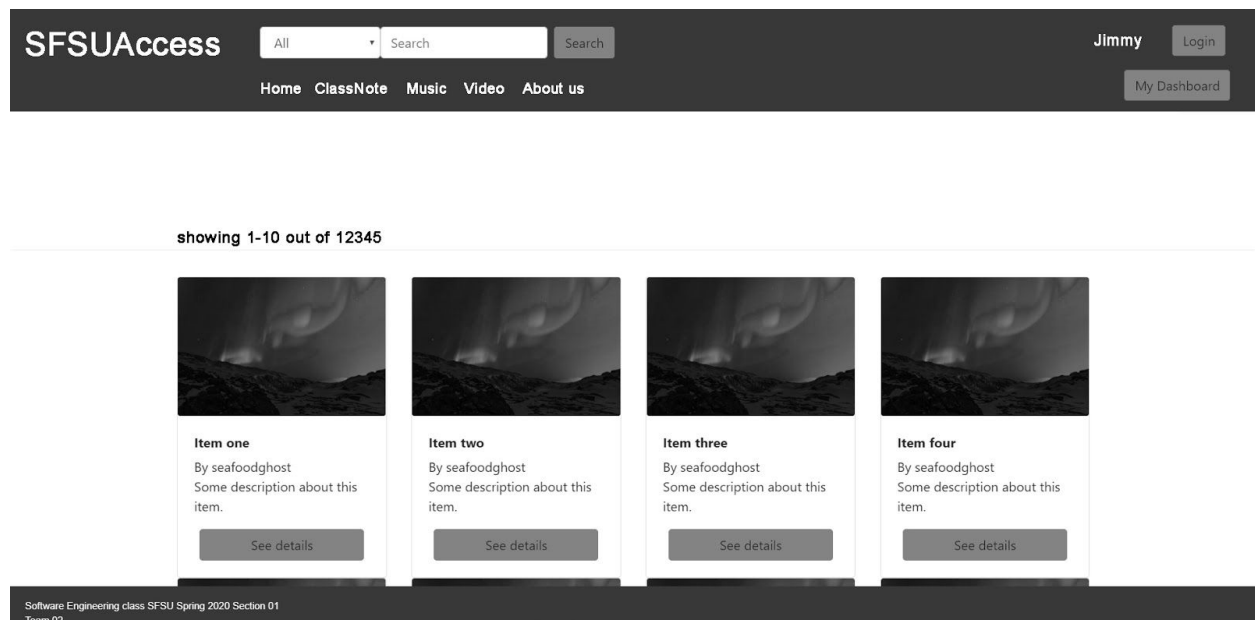 SFSUAccess
All
Search
Search
Jimmy
Login
Home ClassNote Music Video About us
My Dashboard
showing 1-10 out of 12345
Item one
By seafoodghost
Some description about this
item.
See details
Item two
By seafoodghost
Some description about this
item.
See details
Item three
By seafoodghost
Some description about this
item.
See details
Item four
By seafoodghost
Some description about this
item.
See details
Software Engineering class SFSU Spring 2020 Section 01
Team 02